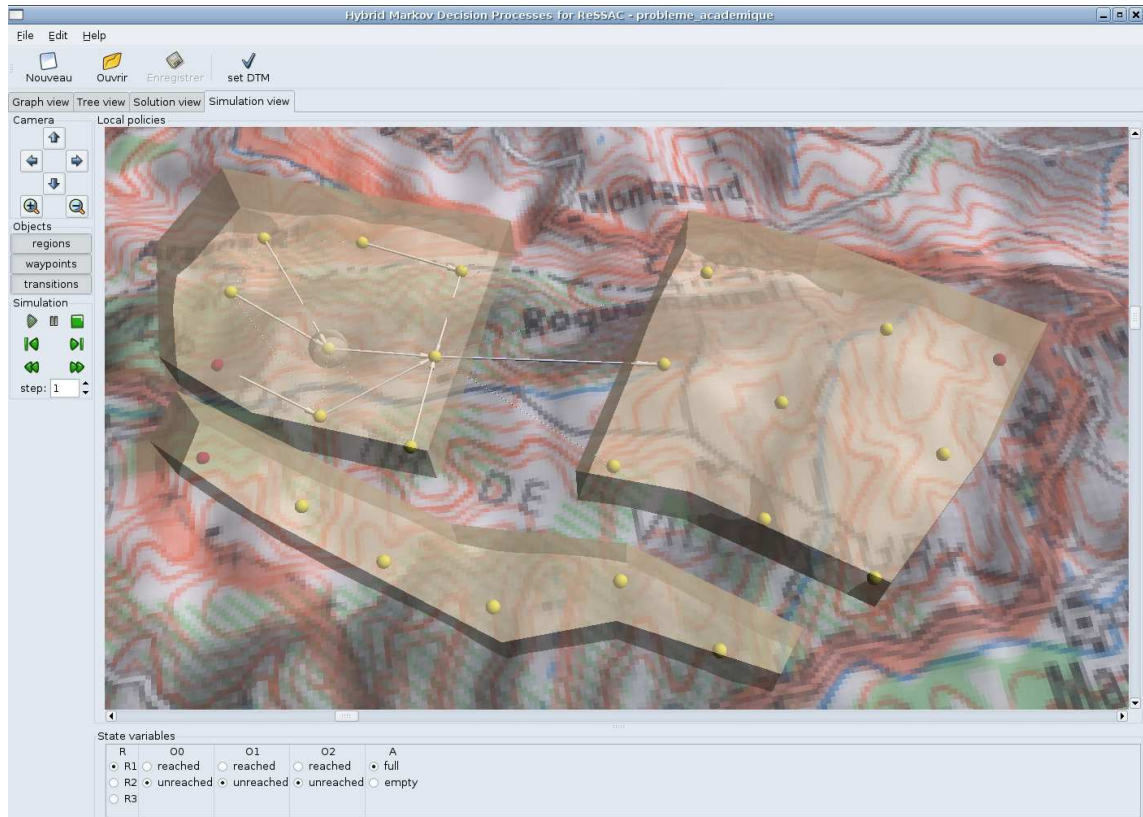 Hybrid Markov Decision Processes for ReSSAC - probleme_academique
File Edit Help
Nouveau Ouvrir Enregistrer set DTM
Graph view Tree view Solution view Simulation view
Camera
Local policies
Objects
regions
waypoints
transitions
Simulation
step: 1
Montgrand
State variables
R O0 O1 O2 A
R1 reached reached reached full
R2 unreached unreached unreached empty
R3